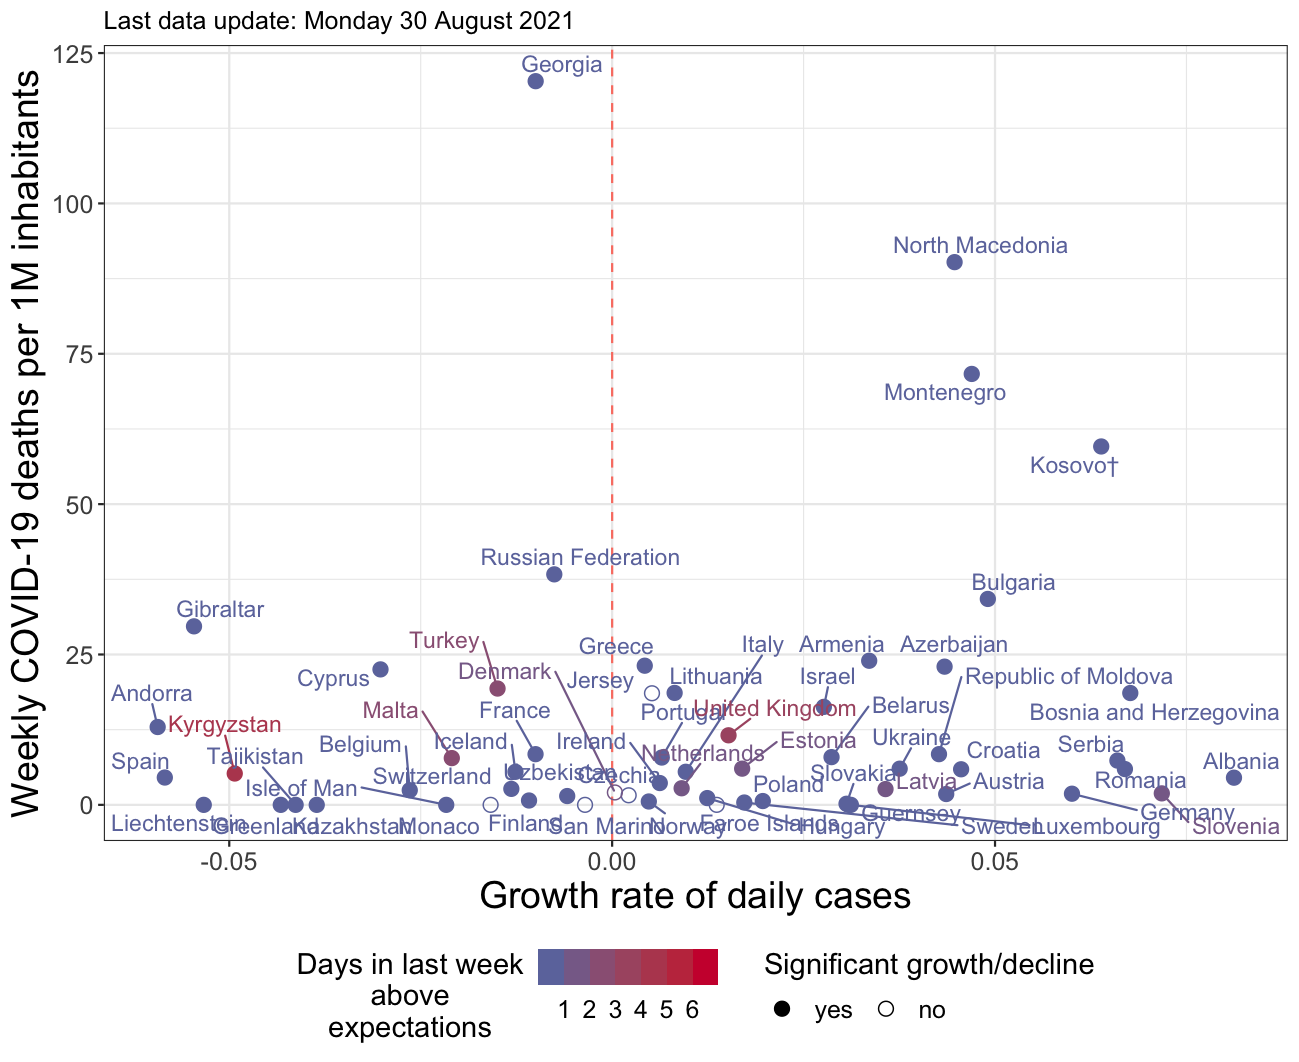 Last data update: Monday 30 August 2021
Weekly COVID-19 deaths per 1M inhabitants
125
100
75
50
25
0
Georgia
North Macedonia
Montenegro
Kosovo†
Russian Federation
Bulgaria
Gibraltar
Turkey
Greece
Italy
Armenia
Azerbaijan
Cyprus
Denmark
Jersey
Lithuania
Israel
Republic of Moldova
Andorra
Malta
France
Portugal
United Kingdom
Belarus
Bosnia and Herzegovina
Kyrgyzstan
Belgium
Iceland
Ireland
Netherlands
Estonia
Ukraine
Croatia
Serbia
Spain
Tajikistan
Switzerland
Uzbekistan
Czechia
Poland
Slovakia
Latvia
Austria
Romania
Albania
Isle of Man
Guernsey
Germany
Liechtenstein
Greenland
Kazakhstan
Monaco
Finland
San Marino
Norway
Faroe Islands
Hungary
Sweden
Luxembourg
Slovenia
-0.05
0.00
0.05
Growth rate of daily cases
Days in last week
above
expectations
1 2 3 4 5 6
Significant growth/decline
yes
no